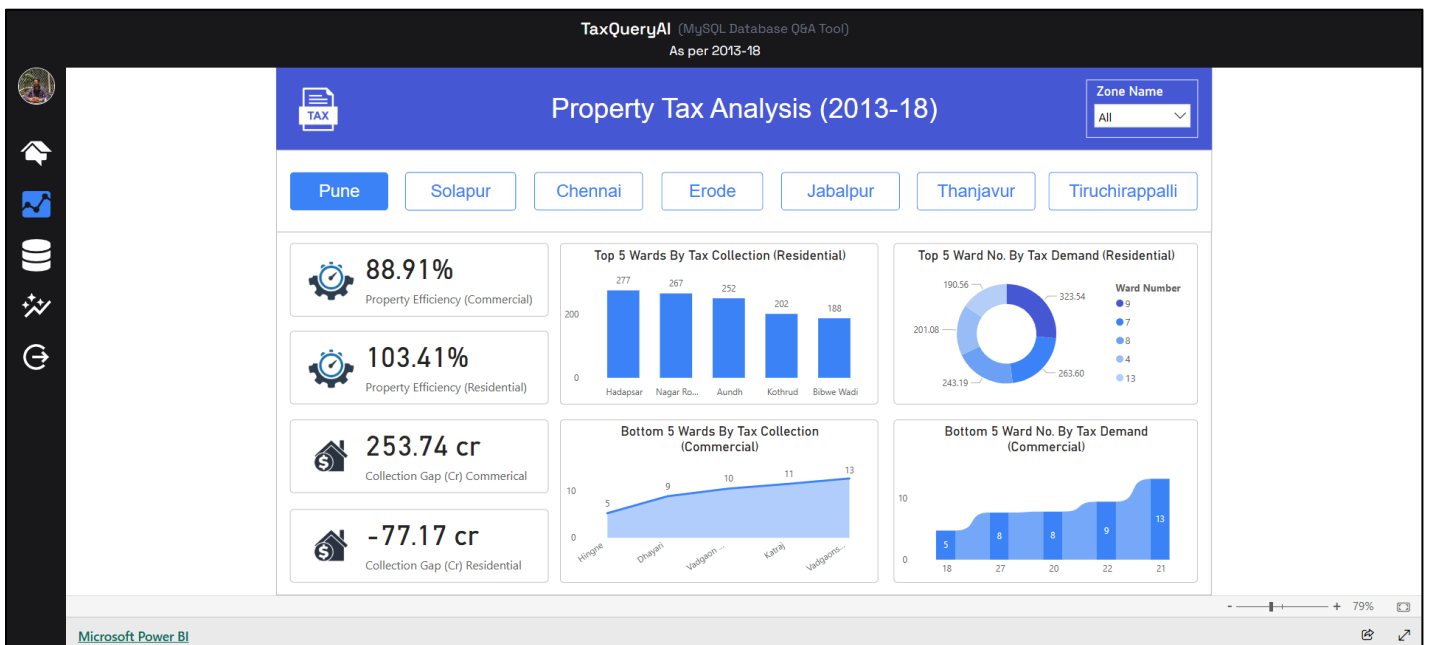 TaxQueryAI (MySQL Database Q&A Tool)
As per 2013-18
TAX
Property Tax Analysis (2013-18)
Zone Name
All
Pune
Solapur
Chennai
Erode
Jabalpur
Thanjavur
Tiruchirappalli
88.91%
Property Efficiency (Commercial)
103.41%
Property Efficiency (Residential)
253.74 cr
Collection Gap (Cr) Commerical
-77.17 cr
Collection Gap (Cr) Residential
Top 5 Wards By Tax Collection (Residential)
277
267
252
202
188
200
0
Hadapsar
Nagar Ro...
Aundh
Kothrud
Bibwe Wadi
Top 5 Ward No. By Tax Demand (Residential)
190.56
323.54
201.08
263.60
243.19
Ward Number
9
7
8
4
13
Bottom 5 Wards By Tax Collection
(Commercial)
10
0
5
9
10
11
13
Hingne
Dhayari
Vadgaon ...
Katraj
Vadgaons...
Bottom 5 Ward No. By Tax Demand
(Commercial)
10
0
5
8
8
9
13
18
27
20
22
21
- + 79%
Microsoft Power BI